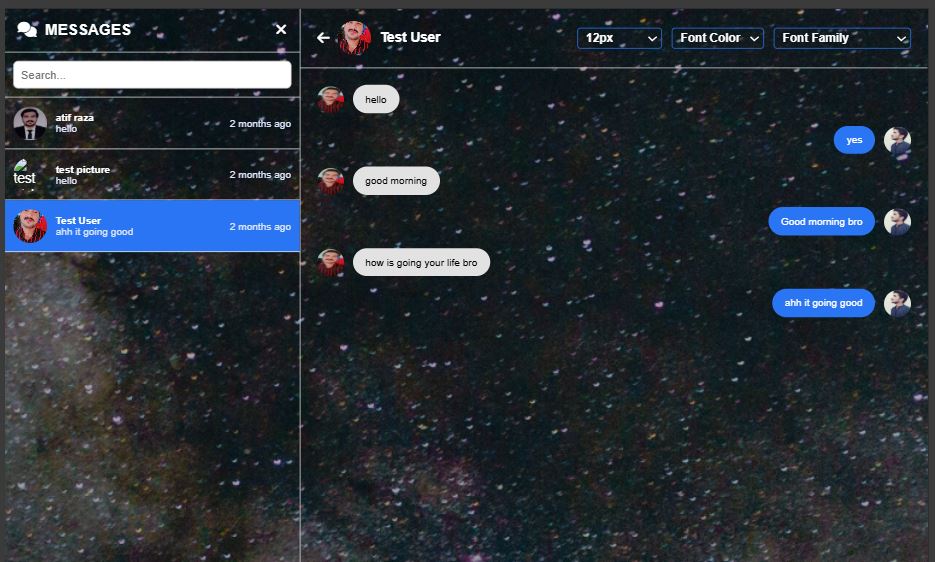 MESSAGES
Search...
atif raza
hello
2 months ago
test picture
hello
2 months ago
test
Test User
ahh it going good
2 months ago
Test User
12px
Font Color
Font Family
hello
yes
good morning
Good morning bro
how is going your life bro
ahh it going good